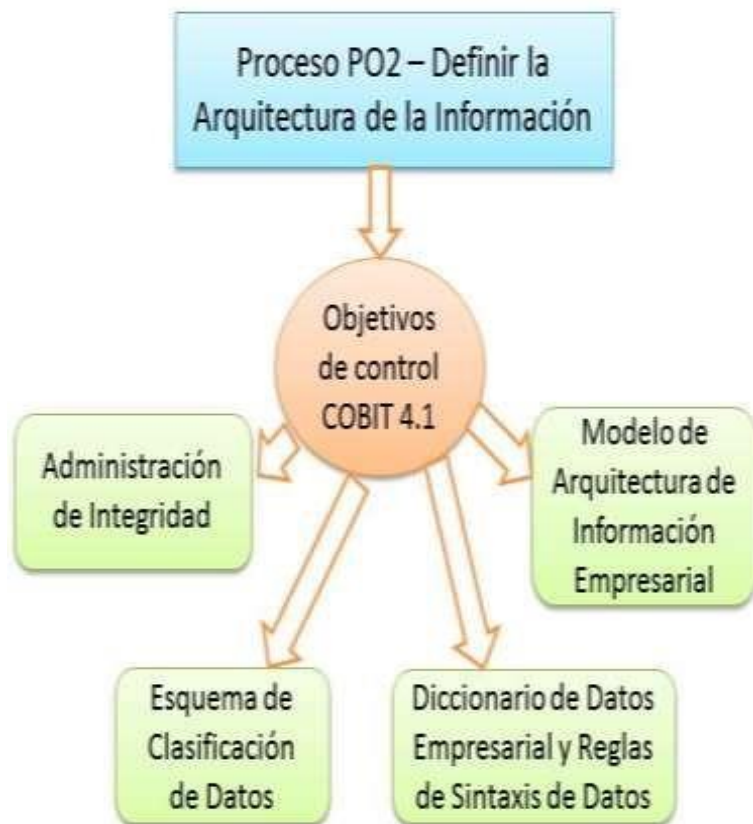 Proceso PO2 – Definir la
Arquitectura de la Información
Objetivos
de control
COBIT 4.1
Administración
de Integridad
Modelo de
Arquitectura de
Información
Empresarial
Esquema de
Clasificación
de Datos
Diccionario de Datos
Empresarial y Reglas
de Sintaxis de Datos